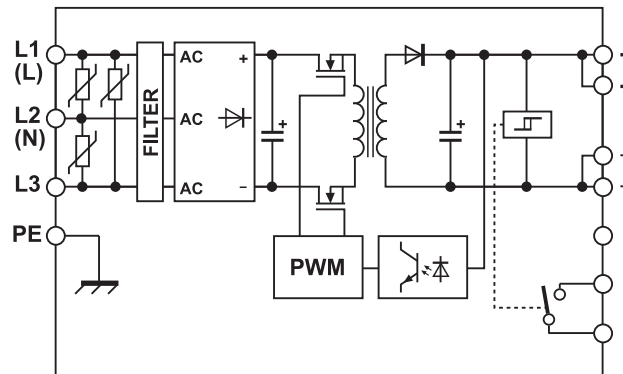 L1
(L)
L2
(N)
L3
PE
FILTER
AC
AC
AC
+
−
+
+
PWM